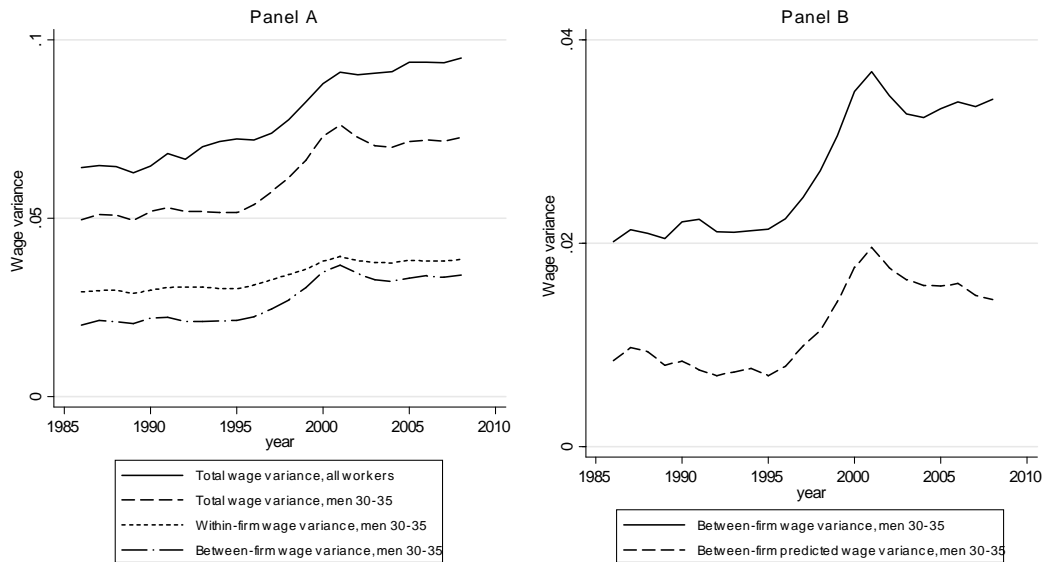 Panel A
.1
.05
0
Wage variance
1985 1990 1995 2000 2005 2010
year
Total wage variance, all workers
Total wage variance, men 30-35
Within-firm wage variance, men 30-35
Between-firm wage variance, men 30-35
Panel B
.04
.02
0
Wage variance
1985 1990 1995 2000 2005 2010
year
Between-firm wage variance, men 30-35
Between-firm predicted wage variance, men 30-35